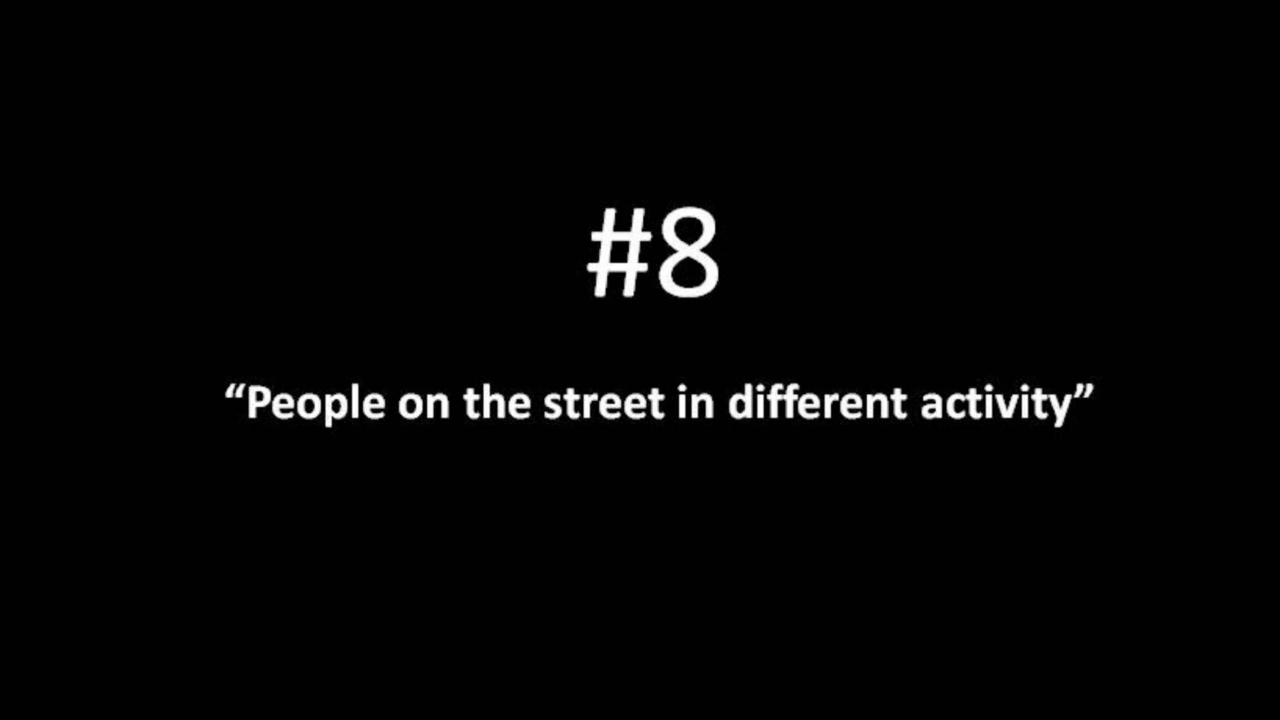 #8
“People on the street in different activity”